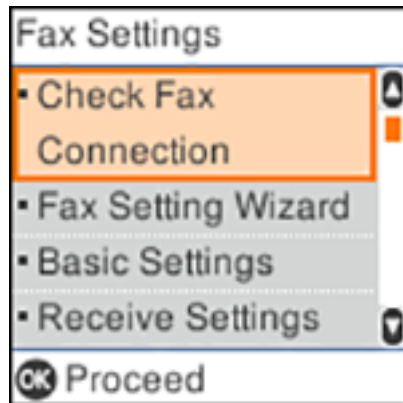 Fax Settings
▪ Check Fax
Connection
▪ Fax Setting Wizard
▪ Basic Settings
▪ Receive Settings
OK Proceed